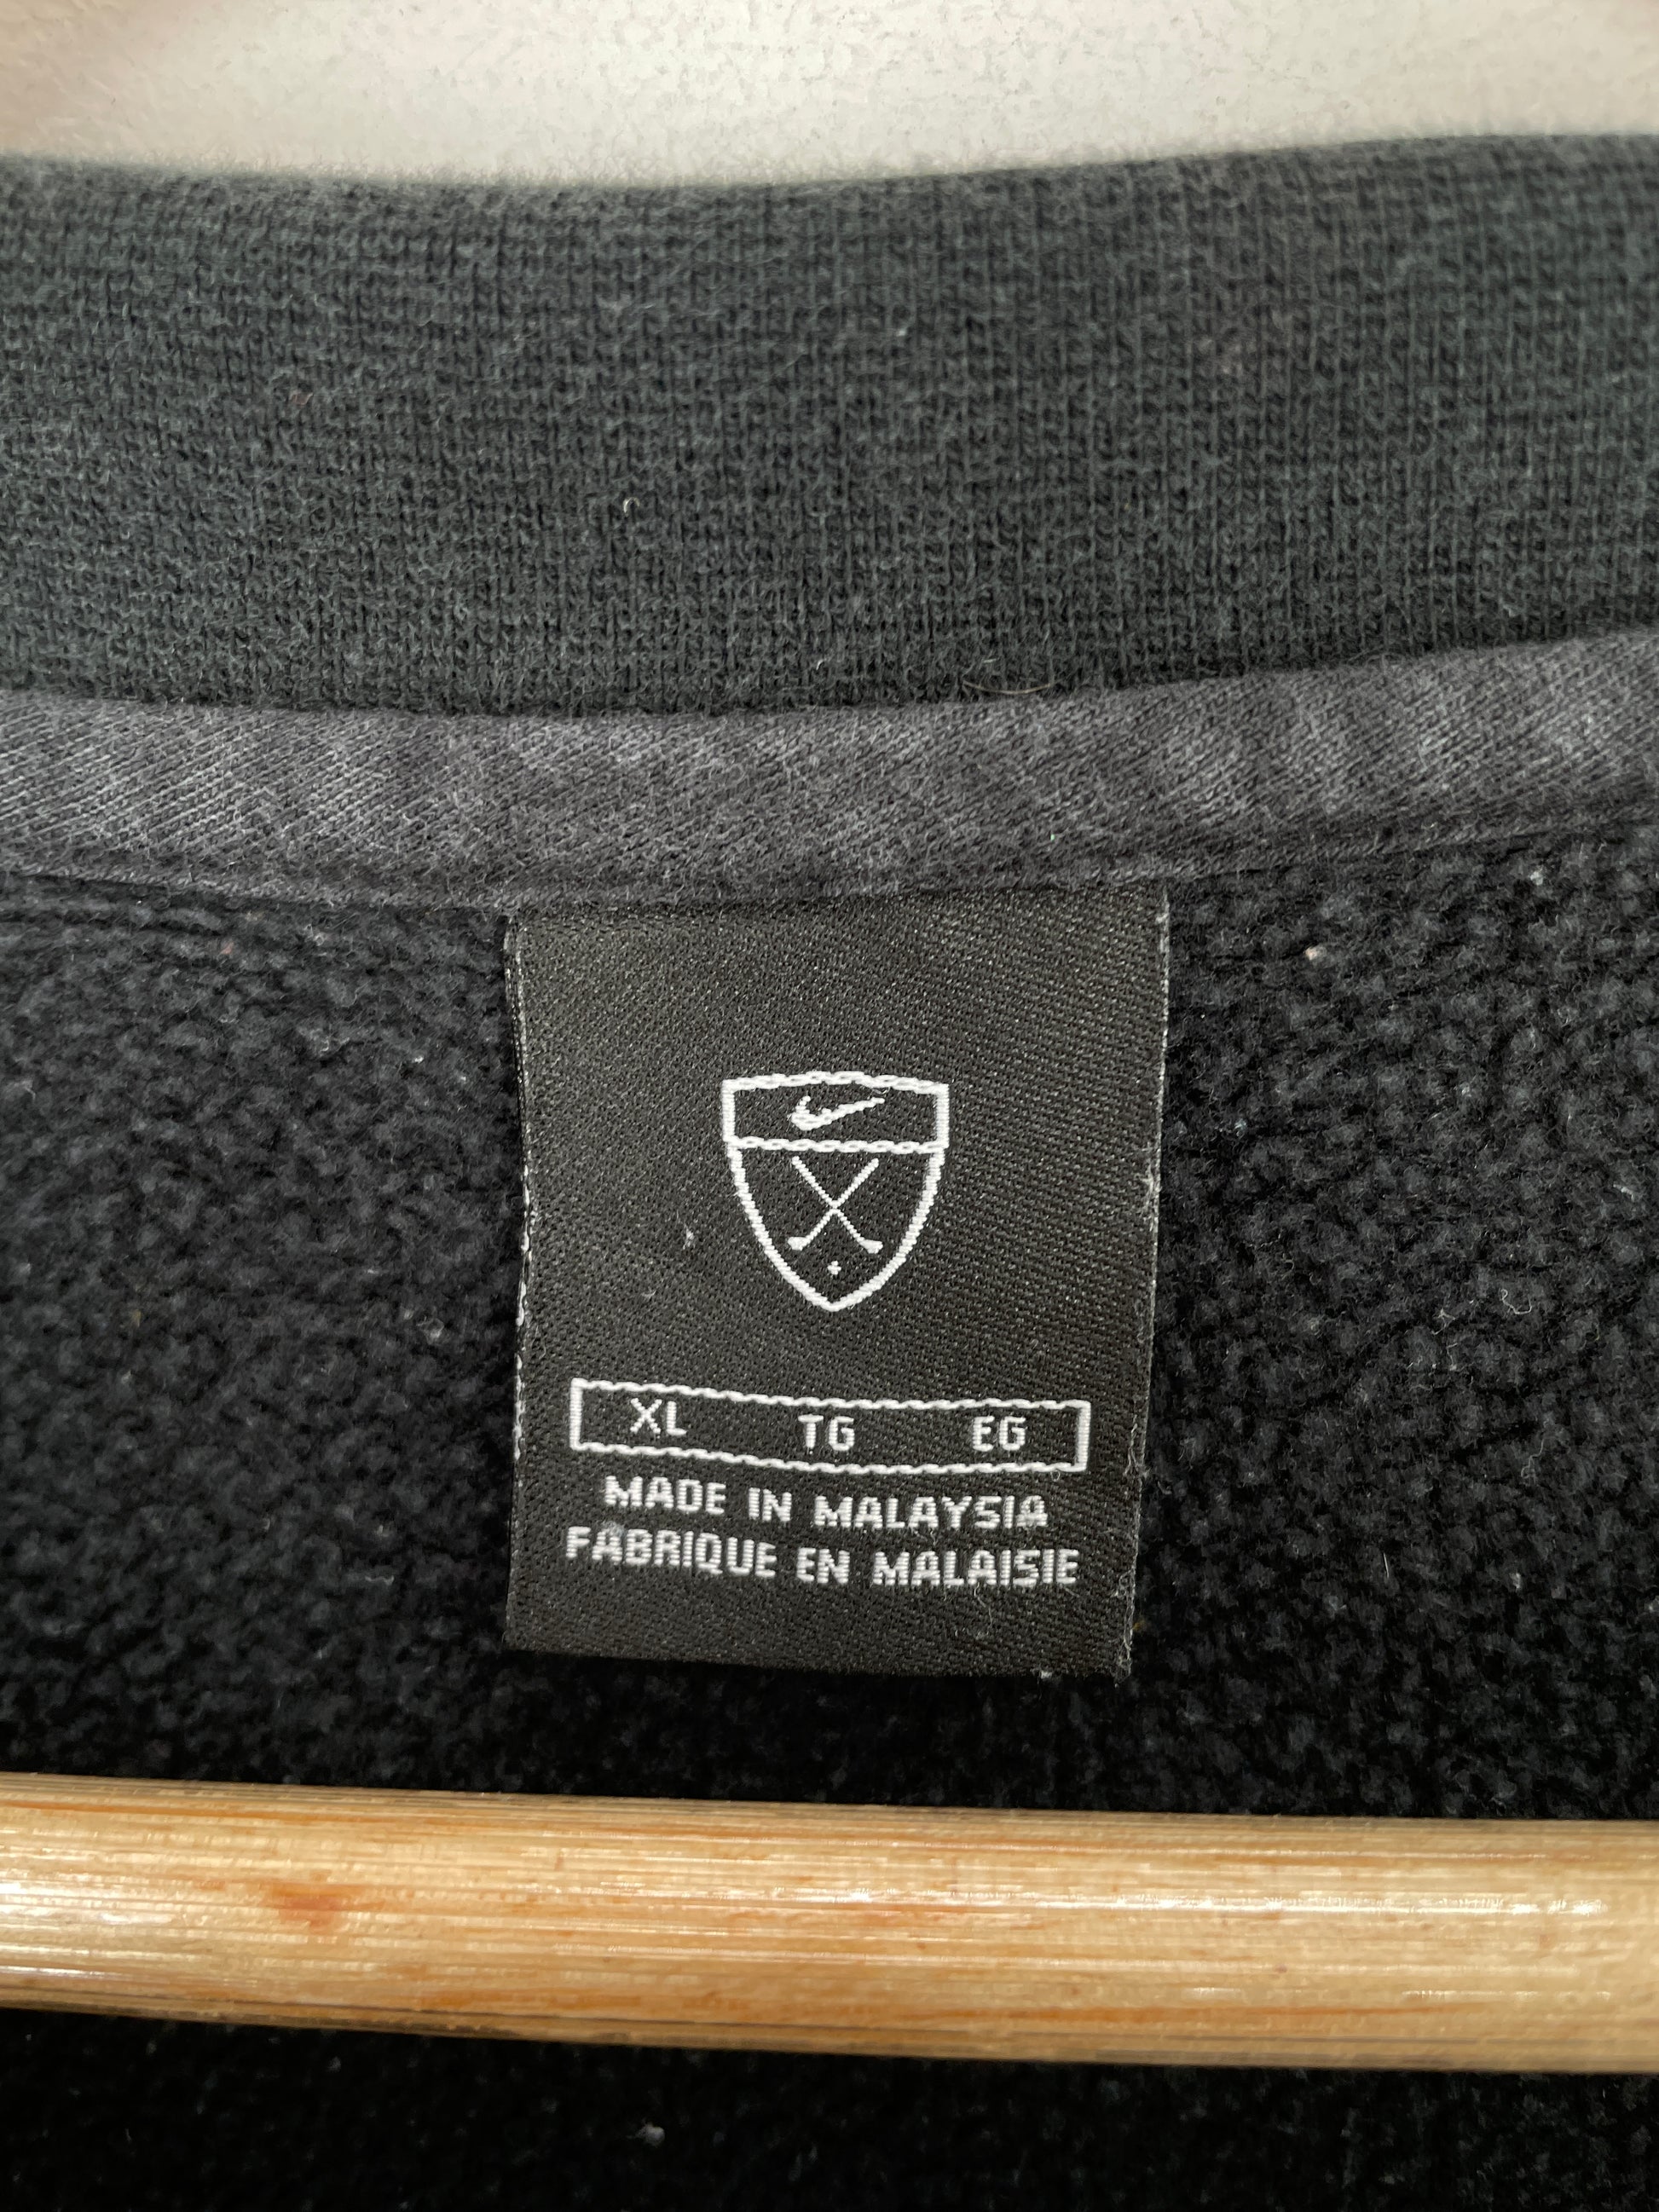 XL TG EG
MADE IN MALAYSIA
FABRIQUE EN MALAISIE